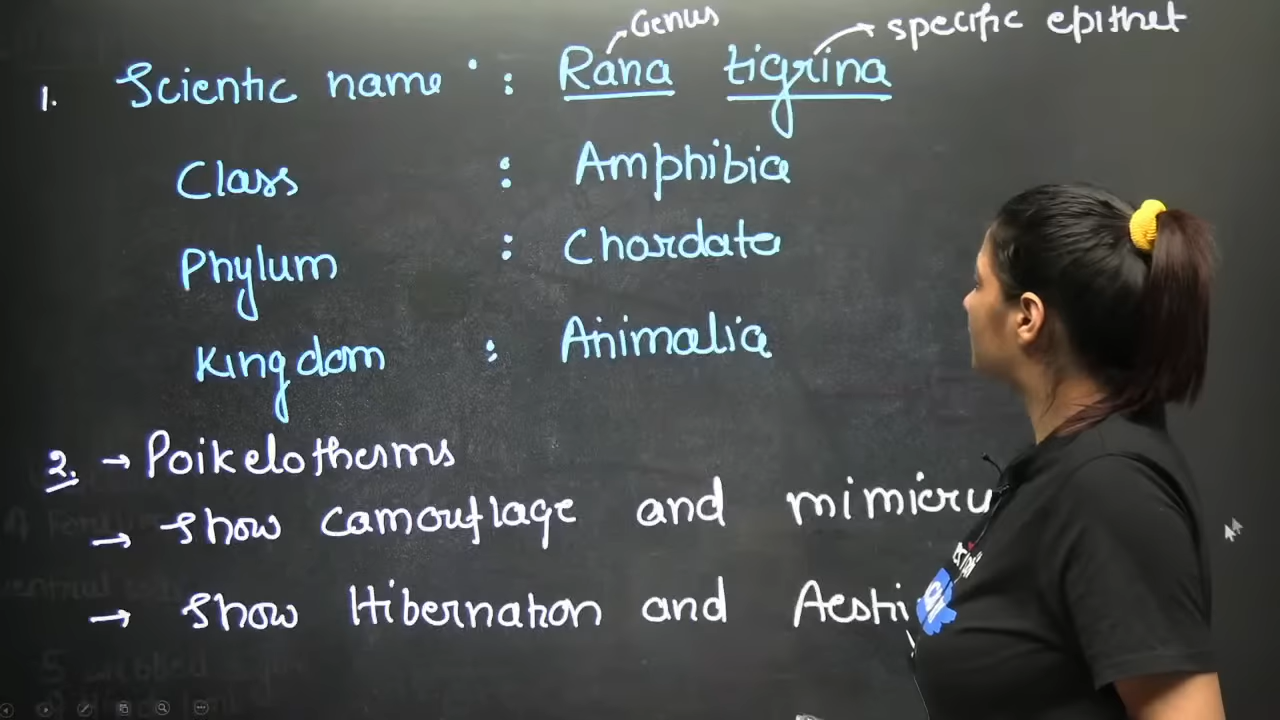 Genus
specific epithet
1. Scientic name : Rana tigrina
Class : Amphibia
Phylum : Chordata
Kingdom : Animalia
2. → Poikelotherms
→ Show camouflage and mimicr
→ Show Hibernation and Aesti